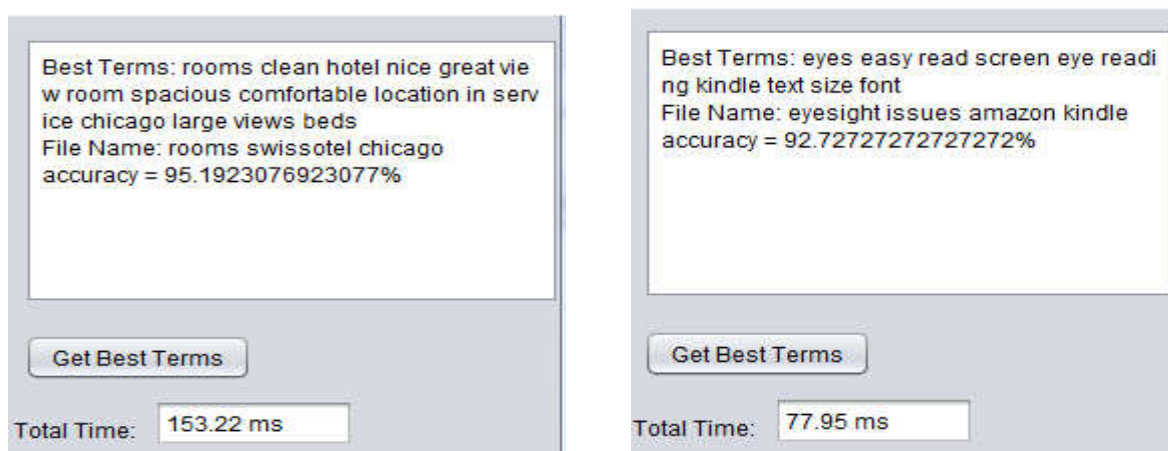 Best Terms: rooms clean hotel nice great vie
w room spacious comfortable location in serv
ice chicago large views beds
File Name: rooms swissotel chicago
accuracy = 95.1923076923077%
Get Best Terms
Total Time: 153.22 ms
Best Terms: eyes easy read screen eye readi
ng kindle text size font
File Name: eyesight issues amazon kindle
accuracy = 92.72727272727272%
Get Best Terms
Total Time: 77.95 ms